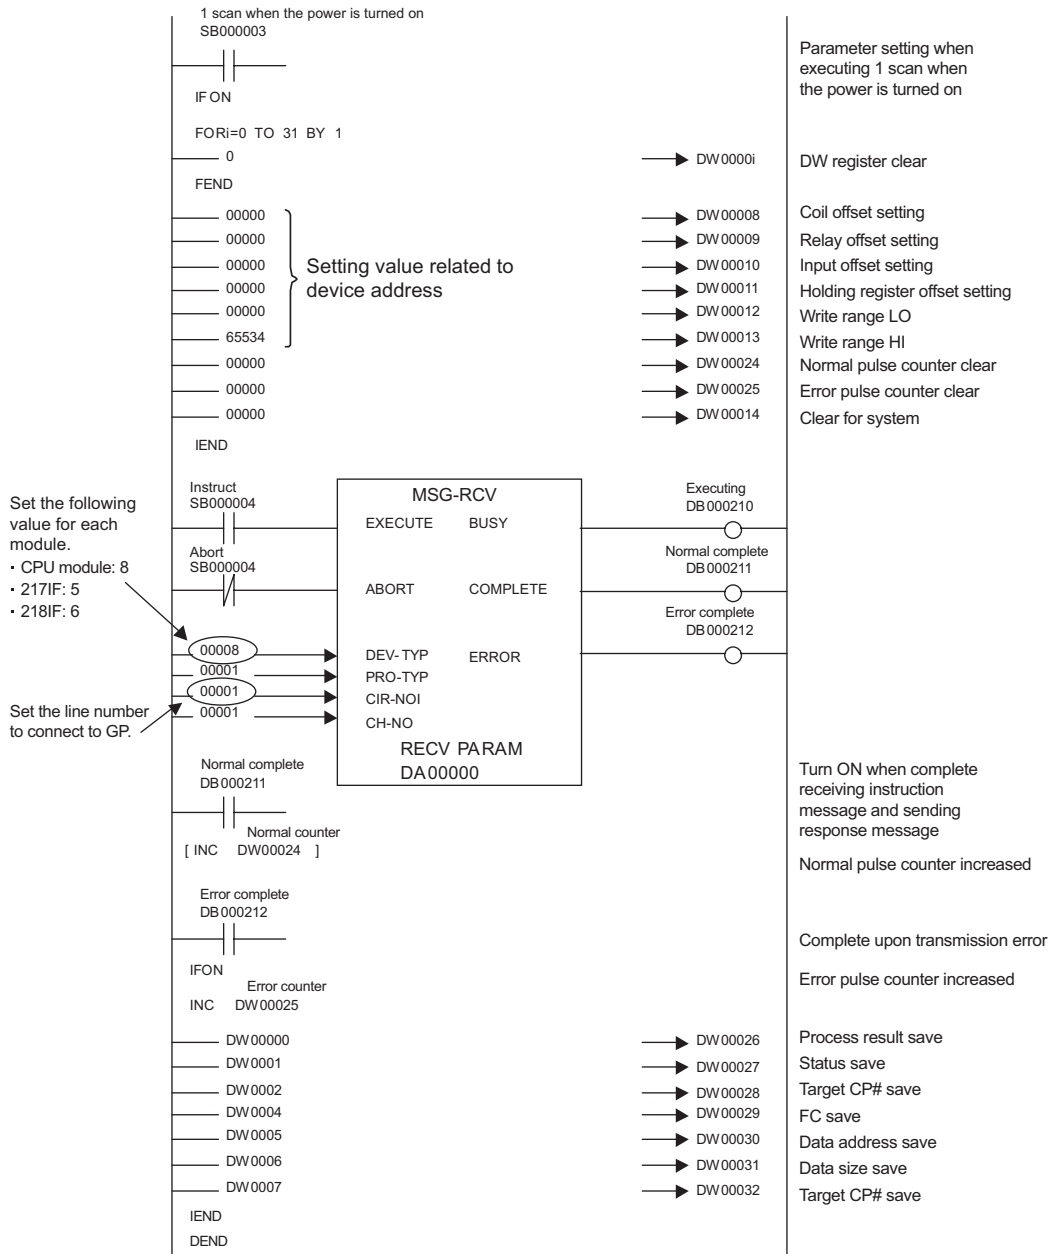 1 scan when the power is turned on
SB000003
Parameter setting when
executing 1 scan when
the power is turned on
IF ON
FORi=0 TO 31 BY 1
0
DW0000i
DW register clear
FEND
00000
DW00008
Coil offset setting
00000
DW00009
Relay offset setting
00000
DW00010
Input offset setting
00000
DW00011
Holding register offset setting
00000
DW00012
Write range LO
65534
DW00013
Write range HI
Setting value related to
device address
00000
DW00024
Normal pulse counter clear
00000
DW00025
Error pulse counter clear
00000
DW00014
Clear for system
IEND
Set the following
value for each
module.
・CPU module: 8
・217IF: 5
・218IF: 6
Instruct
SB000004
Abort
SB000004
MSG-RCV
EXECUTE BUSY
ABORT COMPLETE
DEV-TYP ERROR
PRO-TYP
CIR-NOI
CH-NO
RECV PARAM
DA00000
Executing
DB000210
Normal complete
DB000211
Error complete
DB000212
00008
00001
00001
00001
Set the line number
to connect to GP.
Normal complete
DB000211
Normal counter
[ INC DW00024 ]
Turn ON when complete
receiving instruction
message and sending
response message
Normal pulse counter increased
Error complete
DB000212
Complete upon transmission error
IFON
Error counter
INC DW00025
Error pulse counter increased
DW00000
DW00026
Process result save
DW0001
DW00027
Status save
DW0002
DW00028
Target CP# save
DW0004
DW00029
FC save
DW0005
DW00030
Data address save
DW0006
DW00031
Data size save
DW0007
DW00032
Target CP# save
IEND
DEND